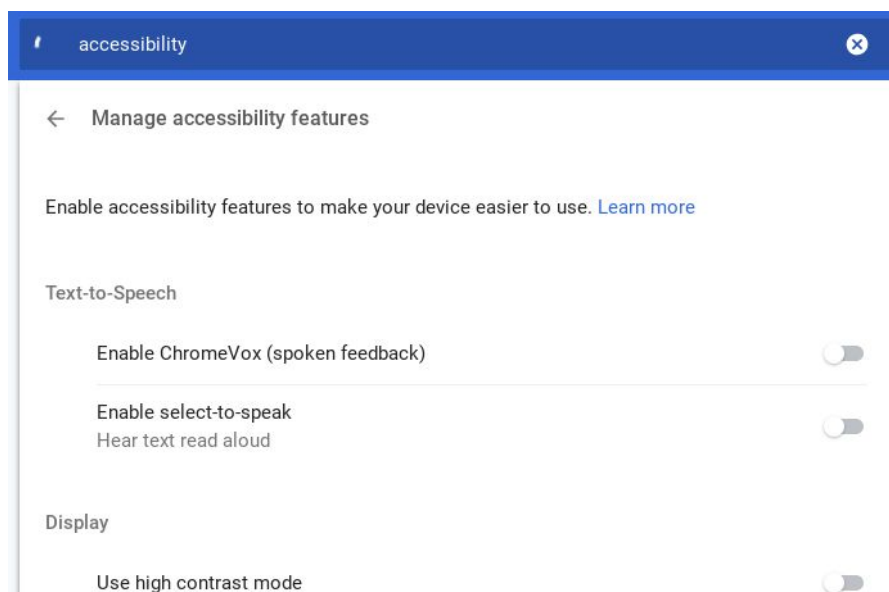 accessibility
Manage accessibility features
Enable accessibility features to make your device easier to use. Learn more
Text-to-Speech
Enable ChromeVox (spoken feedback)
Enable select-to-speak
Hear text read aloud
Display
Use high contrast mode